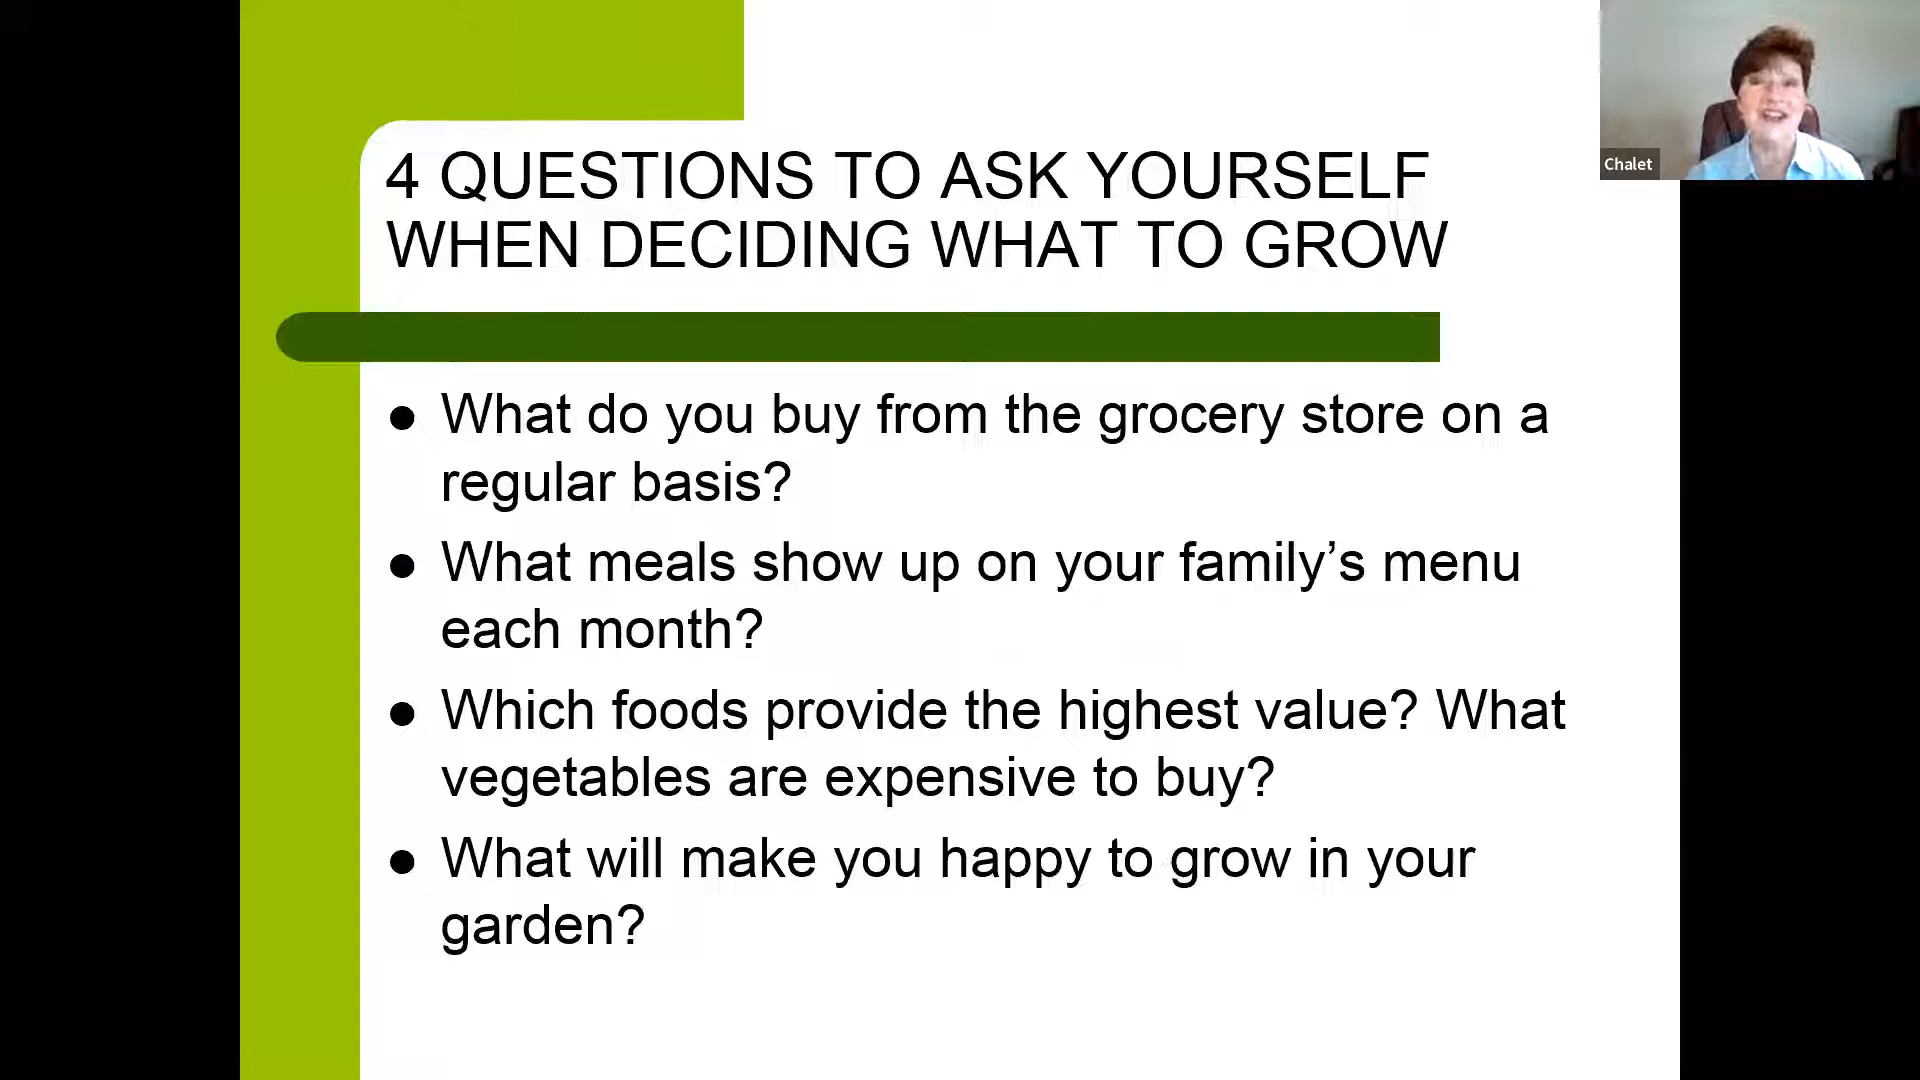 4 QUESTIONS TO ASK YOURSELF
WHEN DECIDING WHAT TO GROW
Chalet
● What do you buy from the grocery store on a
regular basis?
● What meals show up on your family’s menu
each month?
● Which foods provide the highest value? What
vegetables are expensive to buy?
● What will make you happy to grow in your
garden?